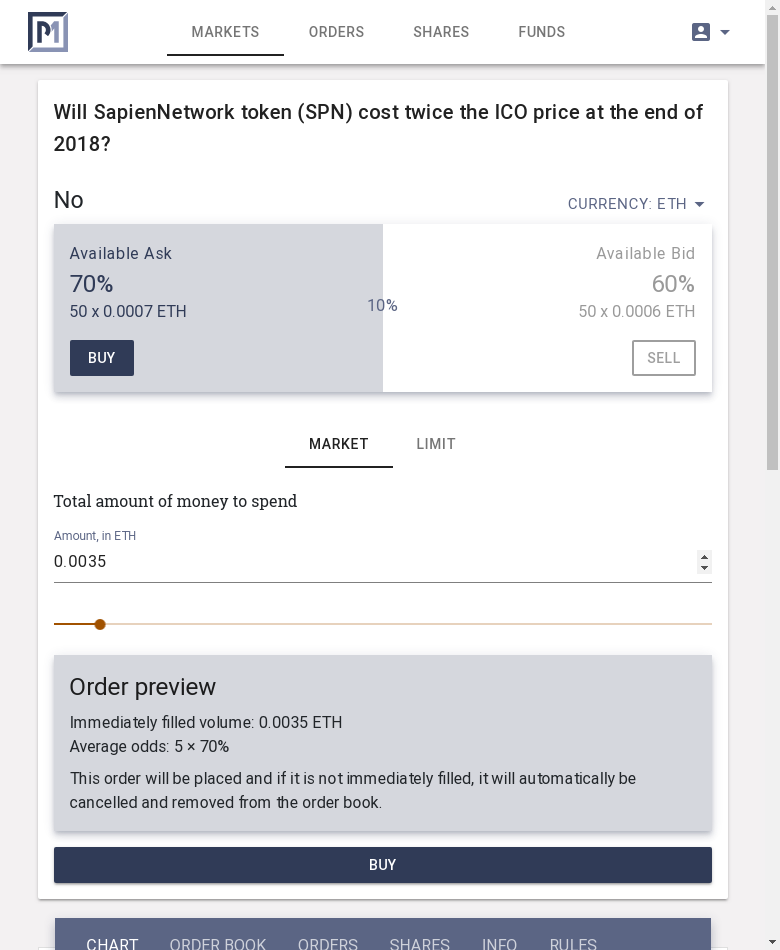 MARKETS ORDERS SHARES FUNDS
Will SapienNetwork token (SPN) cost twice the ICO price at the end of
2018?
No
CURRENCY: ETH
Available Ask
70%
50 x 0.0007 ETH
BUY
10%
Available Bid
60%
50 x 0.0006 ETH
SELL
MARKET LIMIT
Total amount of money to spend
Amount, in ETH
0.0035
Order preview
Immediately filled volume: 0.0035 ETH
Average odds: 5 × 70%
This order will be placed and if it is not immediately filled, it will automatically be
cancelled and removed from the order book.
BUY
CHART ORDER BOOK ORDERS SHARES INFO RULES